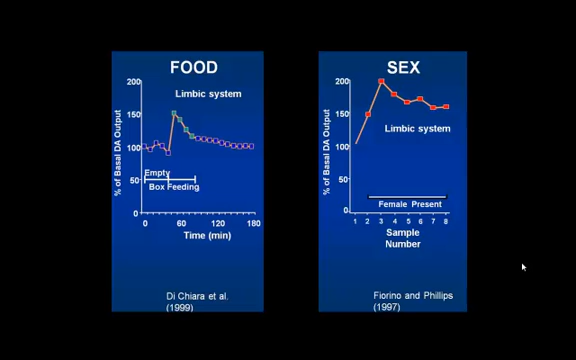 FOOD
Limbic system
% of Basal DA Output
200
150
100
50
0
Empty
Box Feeding
0 60 120 180
Time (min)
Di Chiara et al.
(1999)
SEX
Limbic system
% of Basal DA Output
200
150
100
50
0
Female Present
1 2 3 4 5 6 7 8
Sample
Number
Fiorino and Phillips
(1997)